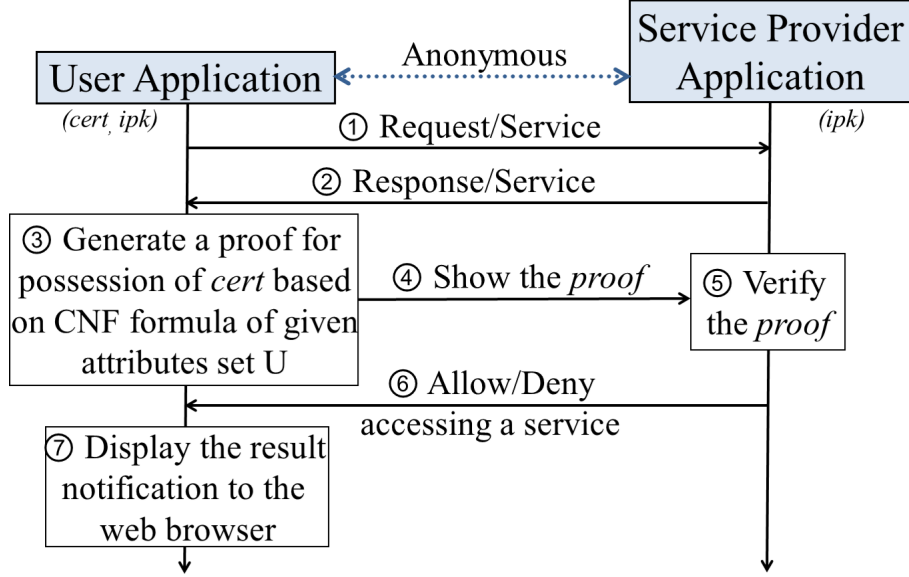 Service Provider
Application
User Application
Anonymous
(cert, ipk)
(ipk)
① Request/Service
② Response/Service
③ Generate a proof for
possession of cert based
on CNF formula of given
attributes set U
④ Show the proof
⑤ Verify
the proof
⑥ Allow/Deny
accessing a service
⑦ Display the result
notification to the
web browser